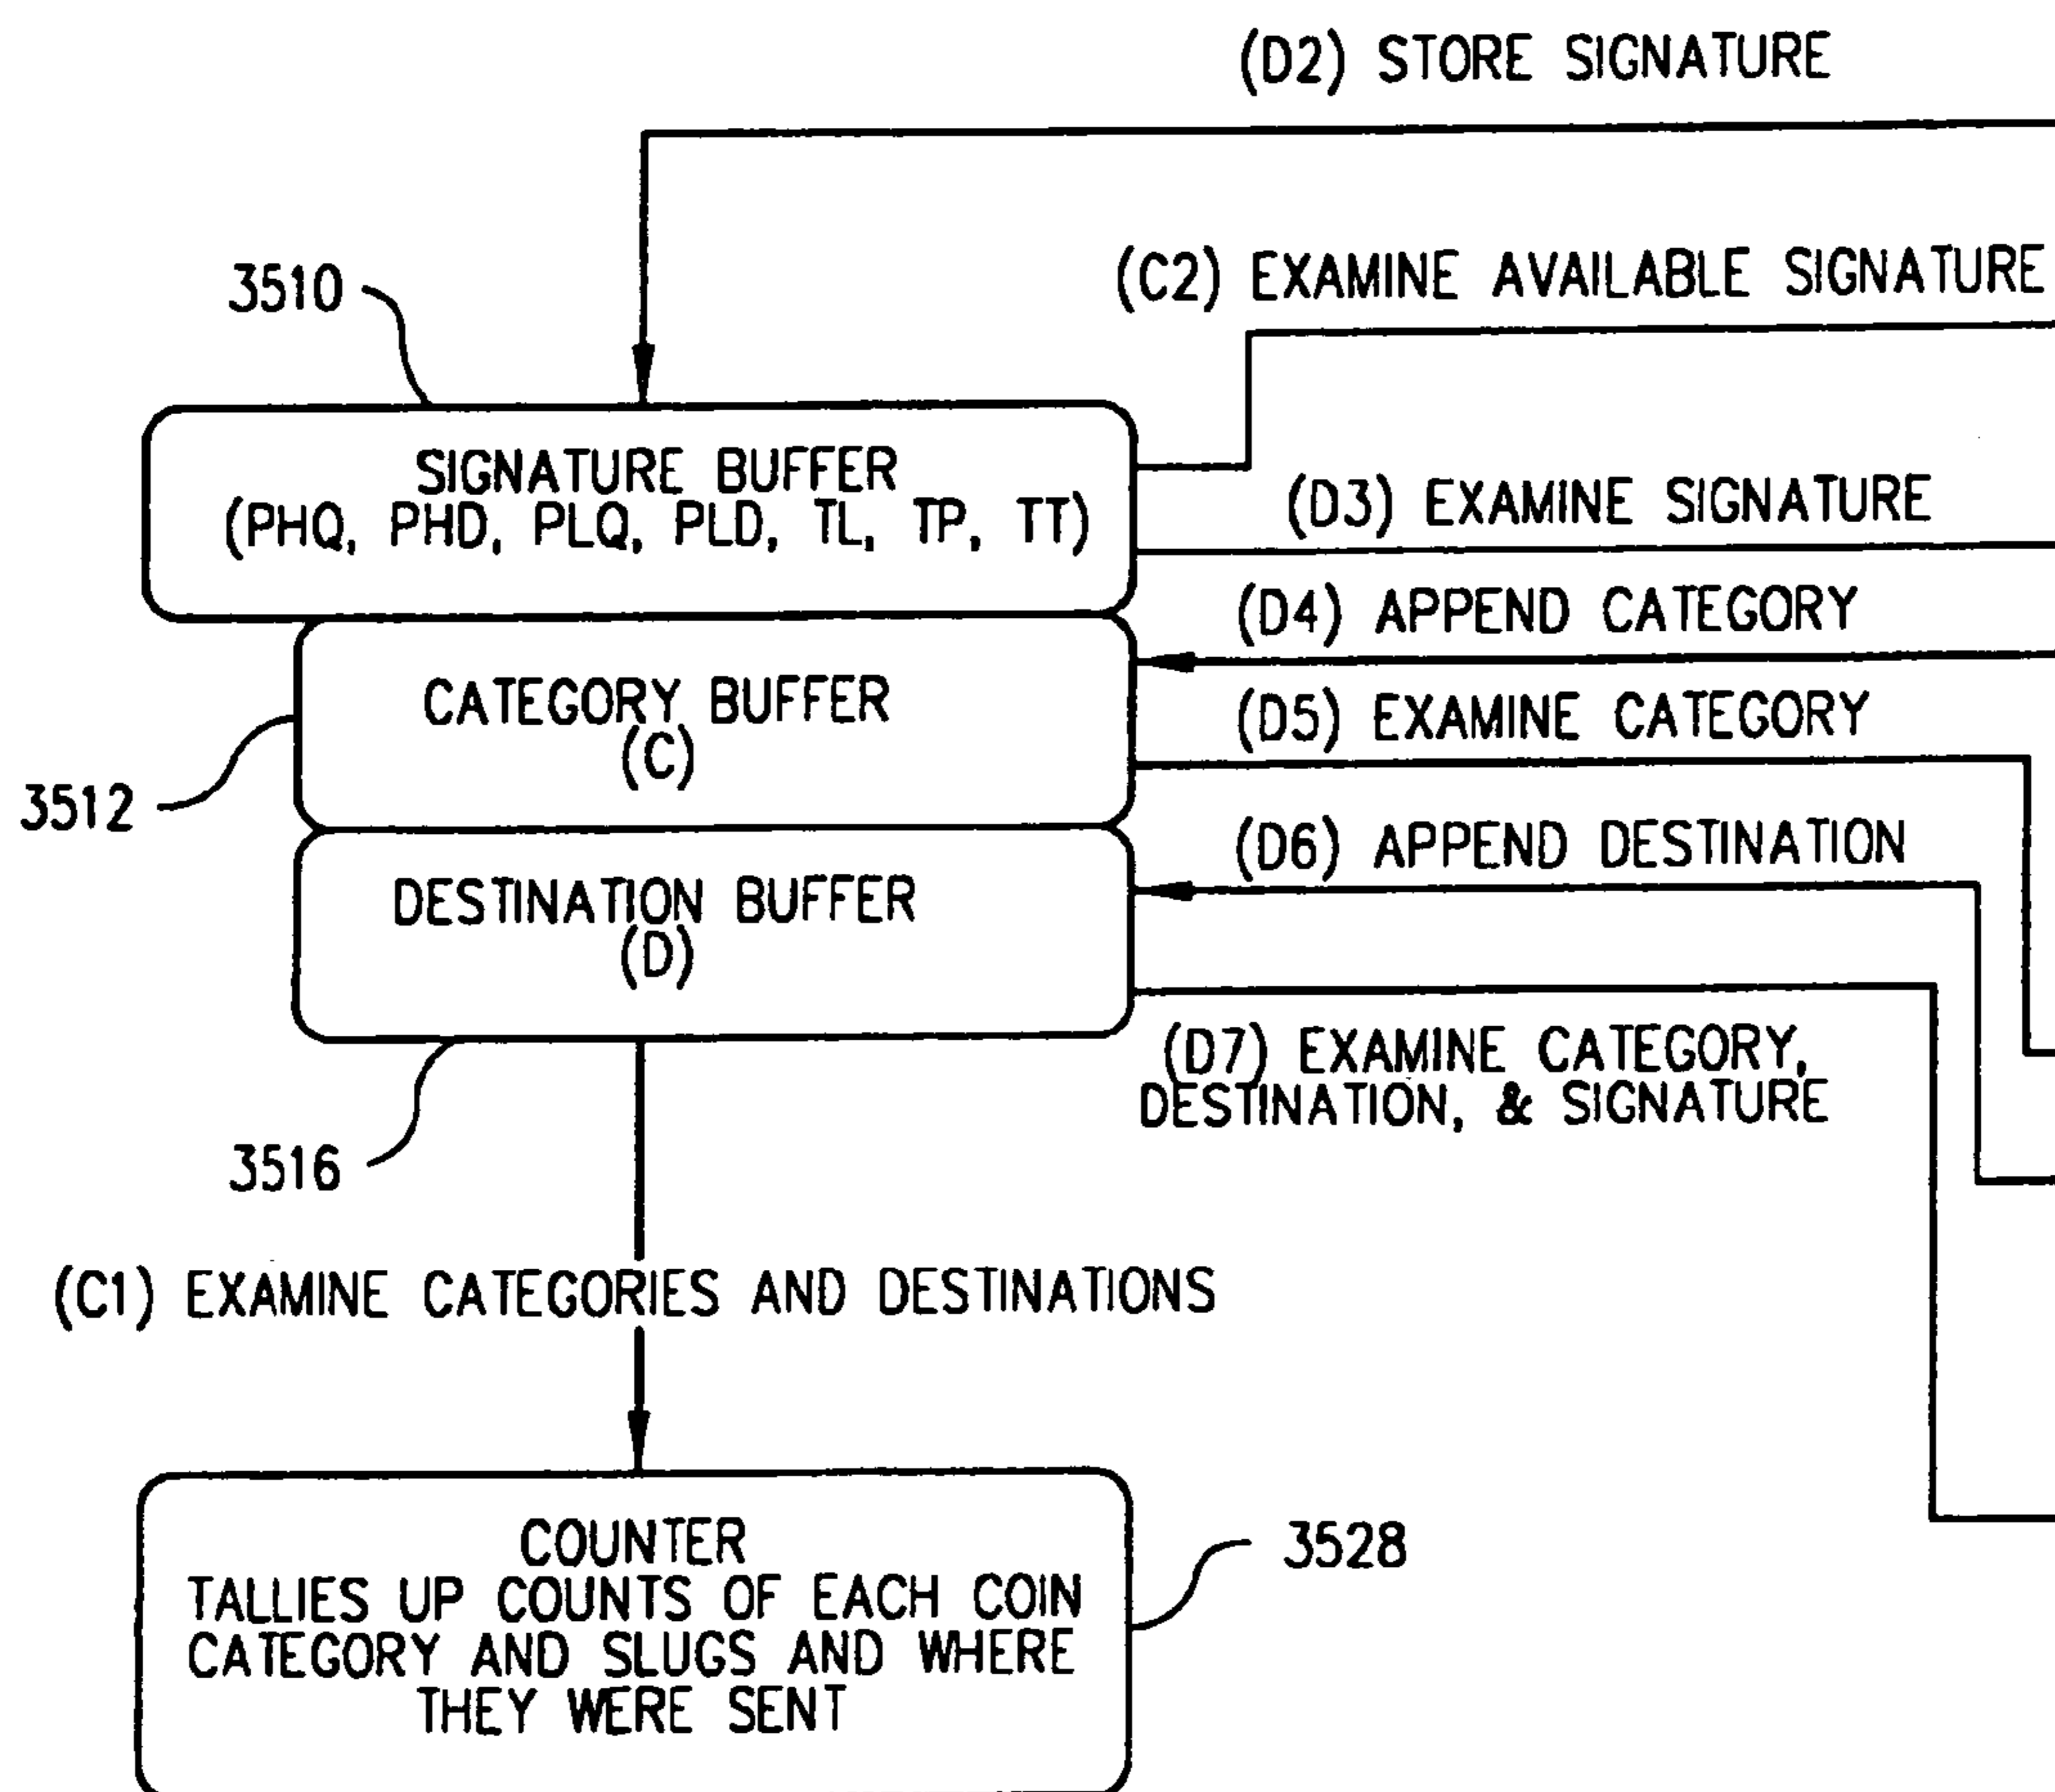 (D2) STORE SIGNATURE
3510
(C2) EXAMINE AVAILABLE SIGNATURE
SIGNATURE BUFFER
(PHQ, PHD, PLQ, PLD, TL, TP, TT)
(D3) EXAMINE SIGNATURE
(D4) APPEND CATEGORY
CATEGORY BUFFER
(C)
(D5) EXAMINE CATEGORY
3512
(D6) APPEND DESTINATION
DESTINATION BUFFER
(D)
(D7) EXAMINE CATEGORY,
DESTINATION, & SIGNATURE
3516
(C1) EXAMINE CATEGORIES AND DESTINATIONS
COUNTER
TALLIES UP COUNTS OF EACH COIN
CATEGORY AND SLUGS AND WHERE
THEY WERE SENT
3528